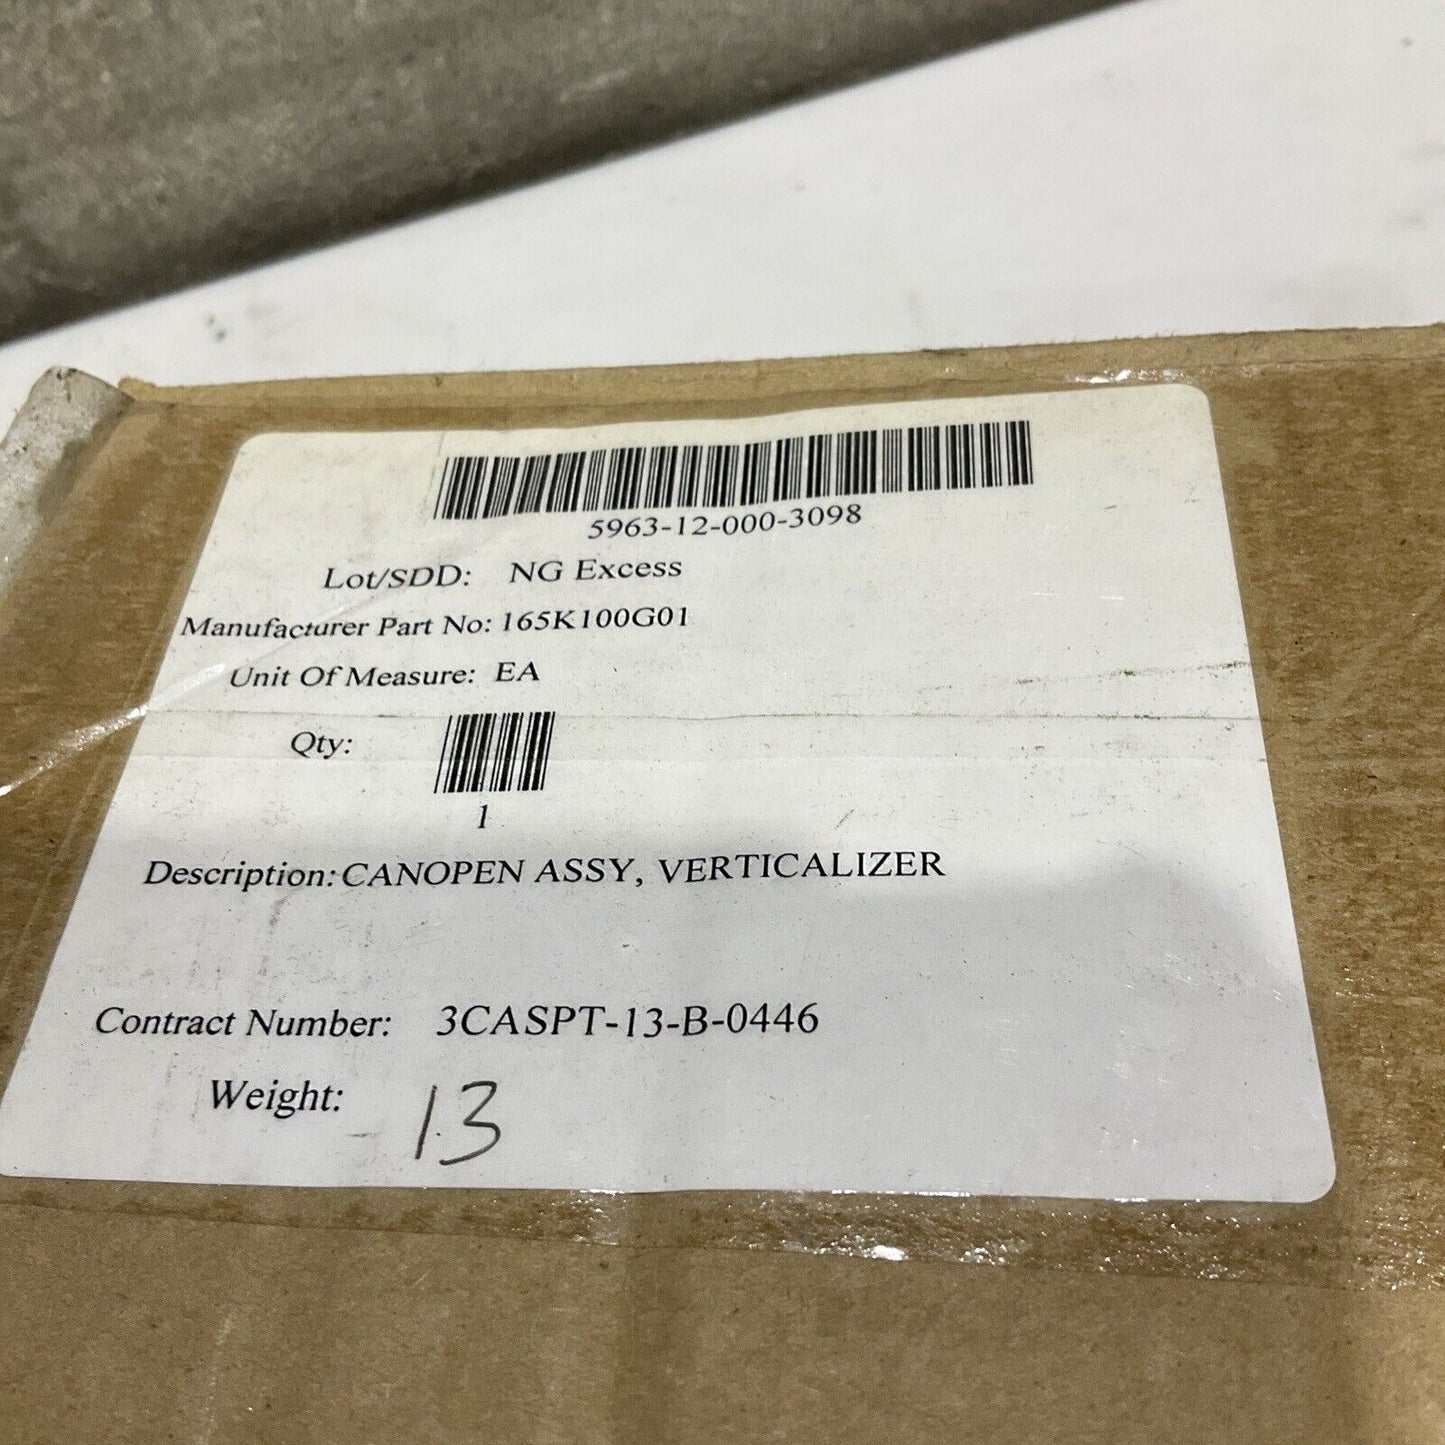 5963-12-000-3098
Lot/SDD: NG Excess
Manufacturer Part No: 165K100G01
Unit Of Measure: EA
Qty:
1
Description: CANOPEN ASSY, VERTICALIZER
Contract Number: 3CASPT-13-B-0446
Weight: 13